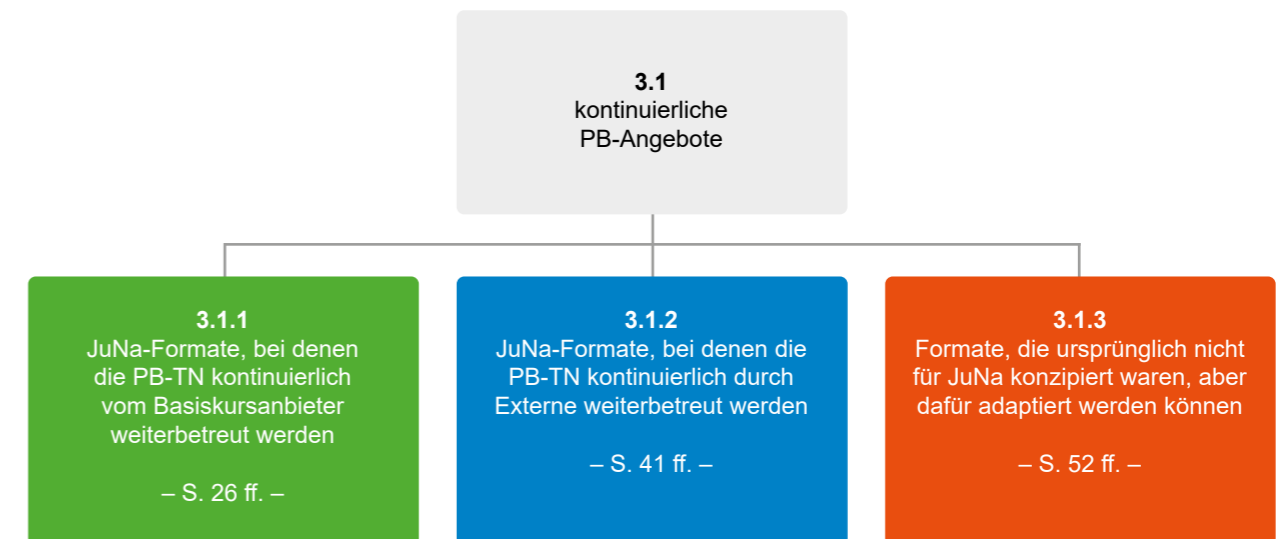 3.1
kontinuierliche
PB-Angebote
3.1.1
JuNa-Formate, bei denen
die PB-TN kontinuierlich
vom Basiskursanbieter
weiterbetreut werden
– S. 26 ff. –
3.1.2
JuNa-Formate, bei denen die
PB-TN kontinuierlich durch
Externe weiterbetreut werden
– S. 41 ff. –
3.1.3
Formate, die ursprünglich nicht
für JuNa konzipiert waren, aber
dafür adaptiert werden können
– S. 52 ff. –